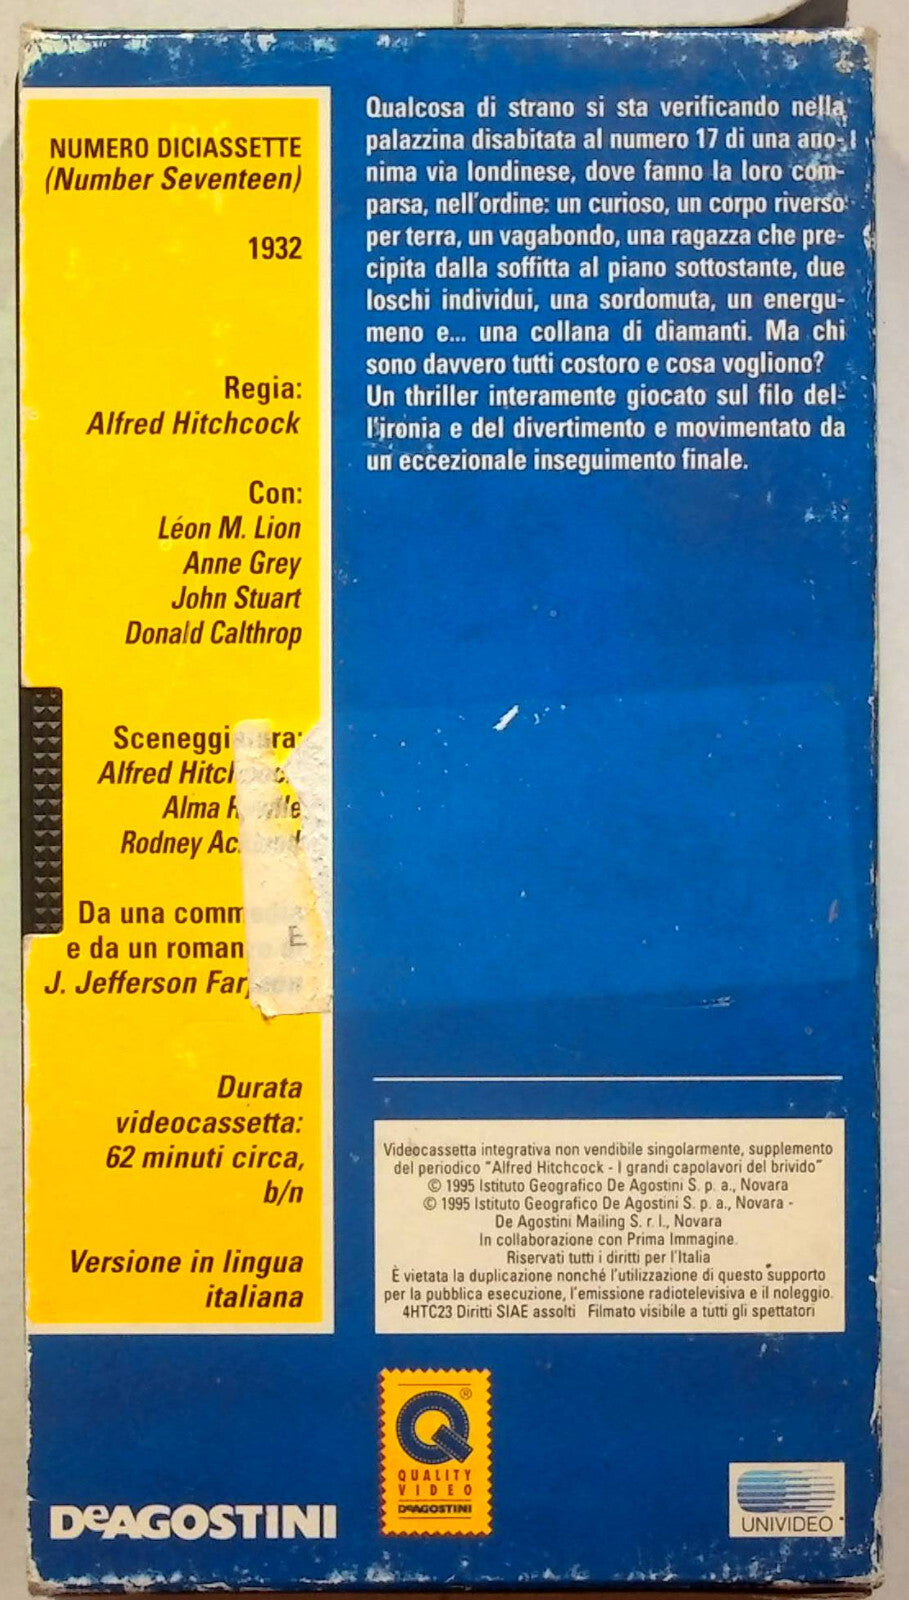 NUMERO DICIASSETTE
(Number Seventeen)
1932
Regia:
Alfred Hitchcock
Con:
Léon M. Lion
Anne Grey
John Stuart
Donald Calthrop
Sceneggiatura:
Alfred Hitchcock
Alma
Rodney
Da una commedia
e da un romanzo
J. Jefferson
E
Durata
videocassetta:
62 minuti circa,
b/n
Versione in lingua
italiana
Qualcosa di strano si sta verificando nella
palazzina disabitata al numero 17 di una ano-
nima via londinese, dove fanno la loro com-
parsa, nell'ordine: un curioso, un corpo riverso
per terra, un vagabondo, una ragazza che pre-
cipita dalla soffitta al piano sottostante, due
loschi individui, una sordomuta, un energu-
meno e... una collana di diamanti. Ma chi
sono davvero tutti costoro e cosa vogliono?
Un thriller interamente giocato sul filo del-
l'ironia e del divertimento e movimentato da
un eccezionale inseguimento finale.
Videocassetta integrativa non vendibile singolarmente, supplemento
del periodico "Alfred Hitchcock - I grandi capolavori del brivido"
© 1995 Istituto Geografico De Agostini S. p. a., Novara
© 1995 Istituto Geografico De Agostini S. p. a., Novara -
De Agostini Mailing S. r. l., Novara
In collaborazione con Prima Immagine.
Riservati tutti i diritti per l'Italia
È vietata la duplicazione nonché l'utilizzazione di questo supporto
per la pubblica esecuzione, l'emissione radiotelevisiva e il noleggio.
4HTC23 Diritti SIAE assolti Filmato visibile a tutti gli spettatori
DeAGOSTINI
Q ®
QUALITY
VIDEO
DeAGOSTINI
UNIVIDEO